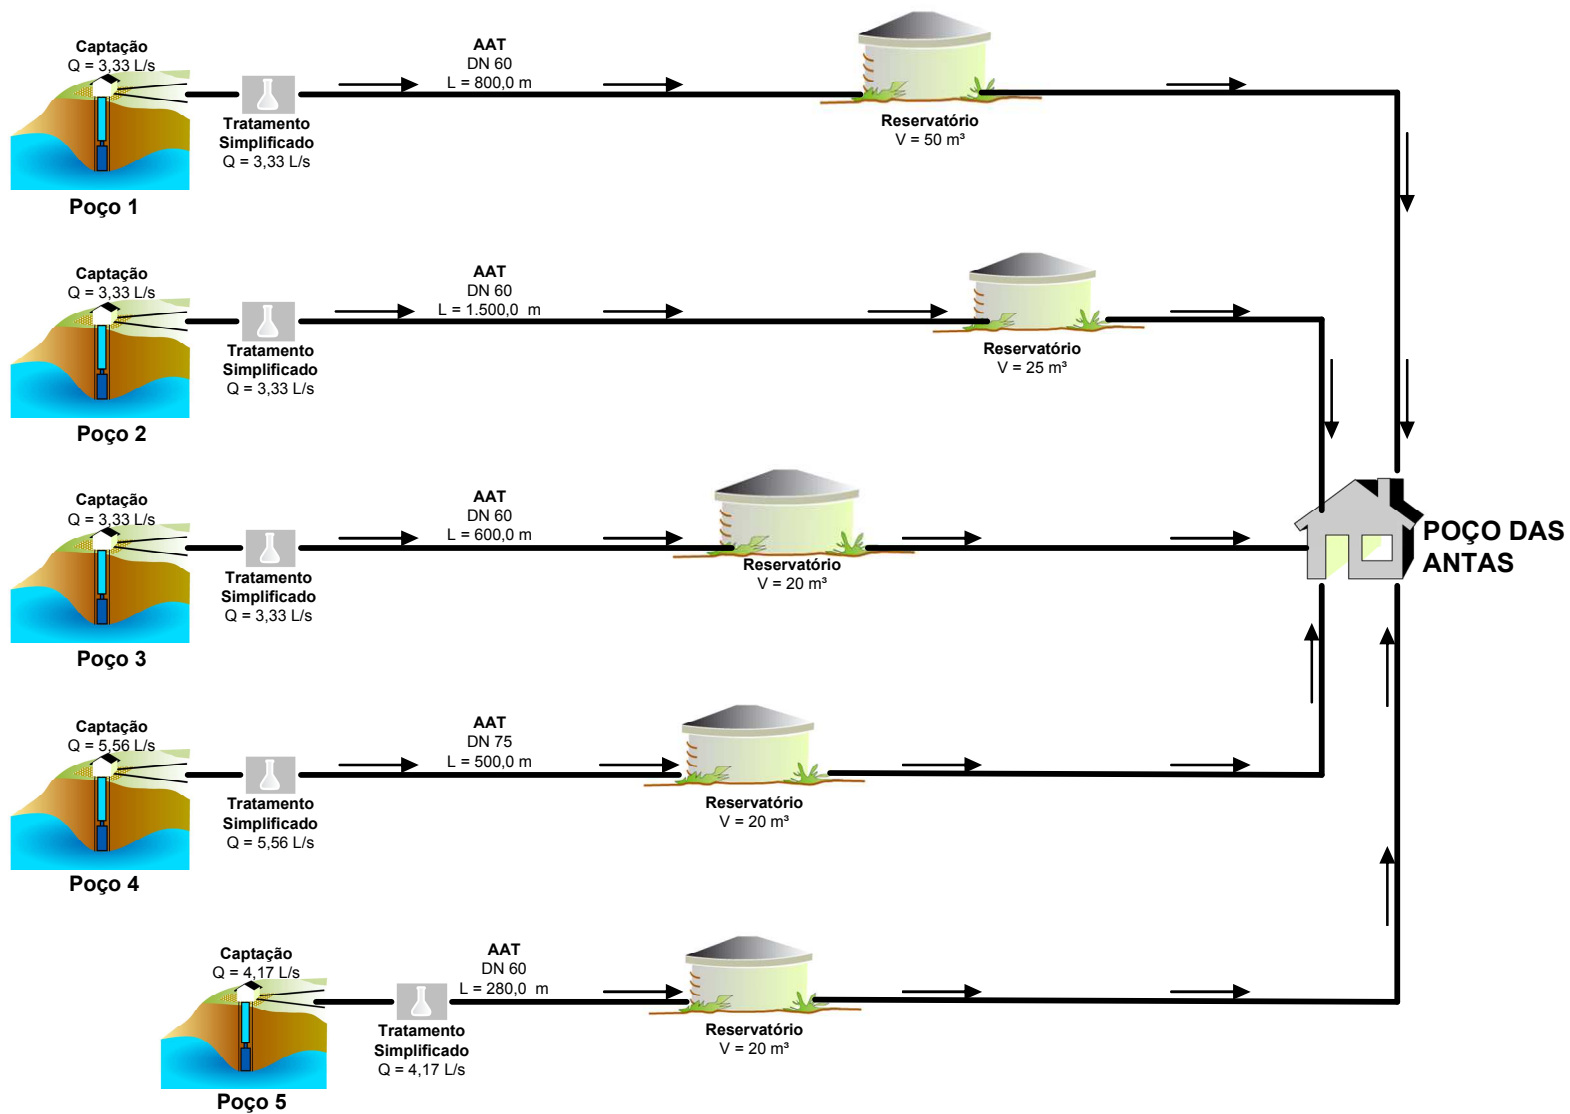 Captação
Q = 3,33 L/s
AAT
DN 60
L = 800,0 m
Tratamento
Simplificado
Q = 3,33 L/s
Reservatório
V = 50 m³
Poço 1
Captação
Q = 3,33 L/s
AAT
DN 60
L = 1.500,0 m
Tratamento
Simplificado
Q = 3,33 L/s
Reservatório
V = 25 m³
Poço 2
Captação
Q = 3,33 L/s
AAT
DN 60
L = 600,0 m
Tratamento
Simplificado
Q = 3,33 L/s
Reservatório
V = 20 m³
POÇO DAS
ANTAS
Poço 3
Captação
Q = 5,56 L/s
AAT
DN 75
L = 500,0 m
Tratamento
Simplificado
Q = 5,56 L/s
Reservatório
V = 20 m³
Poço 4
Captação
Q = 4,17 L/s
AAT
DN 60
L = 280,0 m
Tratamento
Simplificado
Q = 4,17 L/s
Reservatório
V = 20 m³
Poço 5